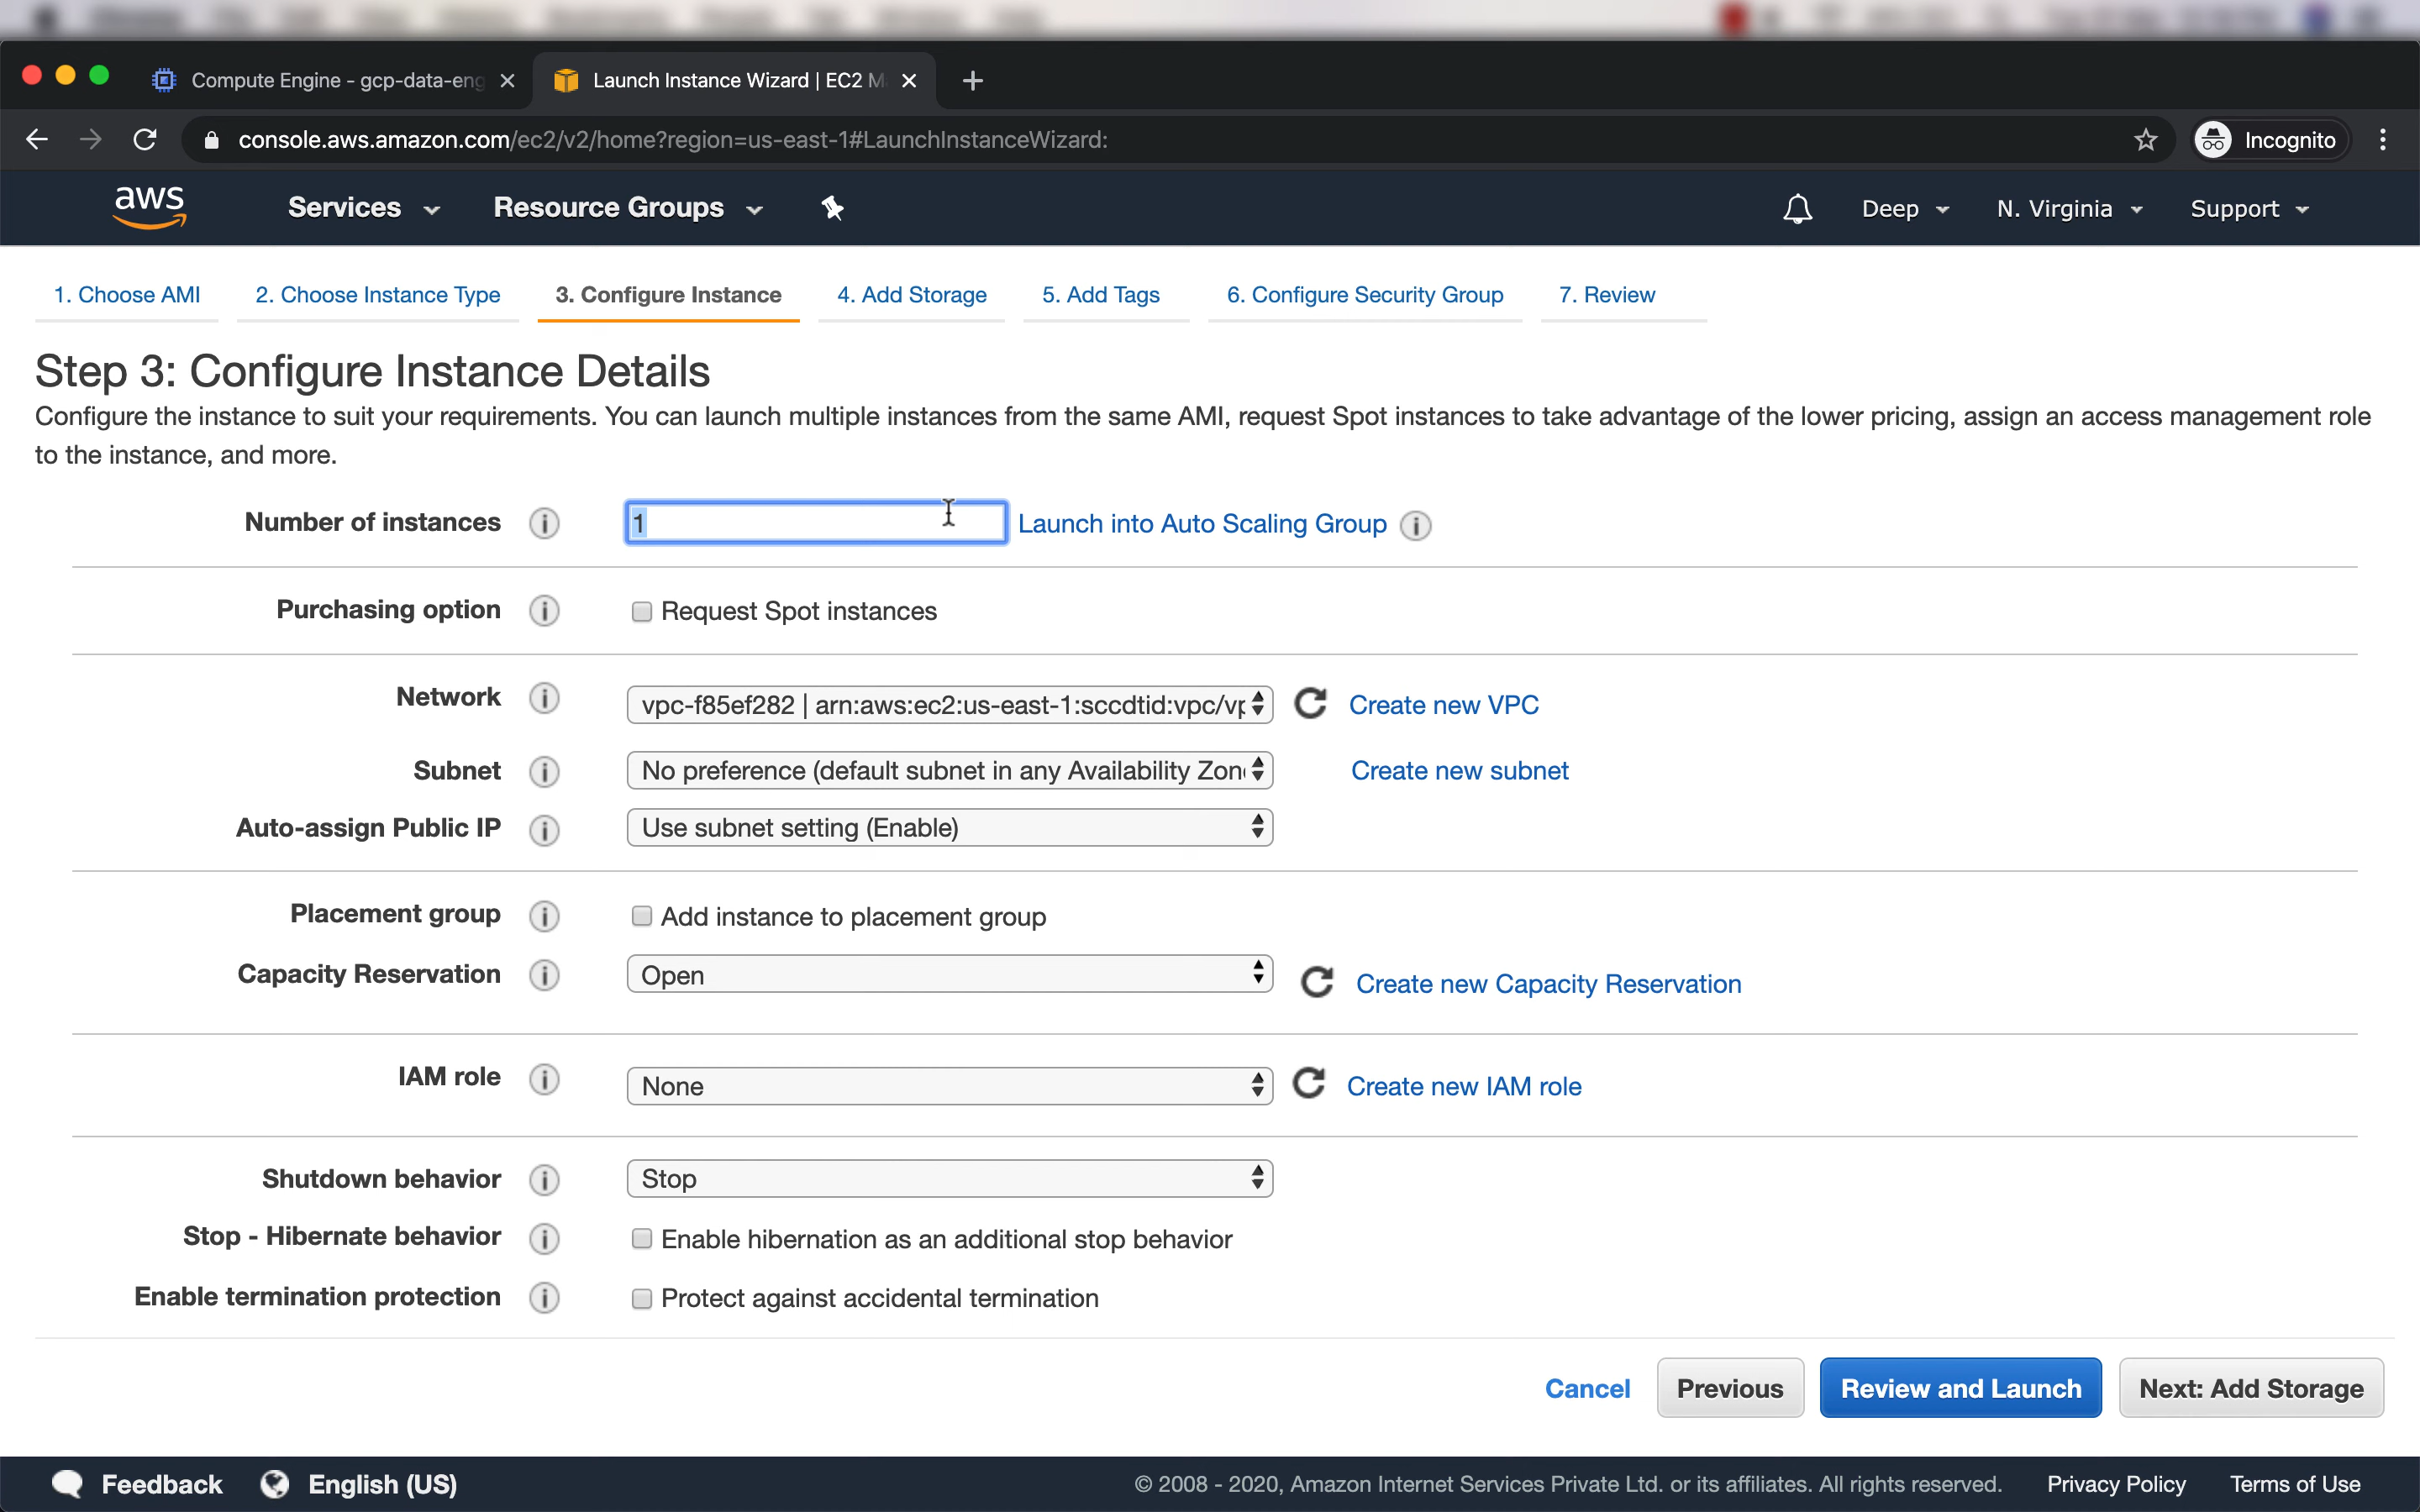 Compute Engine - gcp-data-eng
Launch Instance Wizard | EC2 M
console.aws.amazon.com/ec2/v2/home?region=us-east-1#LaunchInstanceWizard:
Incognito
aws
Services
Resource Groups
Deep
N. Virginia
Support
1. Choose AMI
2. Choose Instance Type
3. Configure Instance
4. Add Storage
5. Add Tags
6. Configure Security Group
7. Review
Step 3: Configure Instance Details
Configure the instance to suit your requirements. You can launch multiple instances from the same AMI, request Spot instances to take advantage of the lower pricing, assign an access management role
to the instance, and more.
Number of instances
1
Launch into Auto Scaling Group
Purchasing option
Request Spot instances
Network
vpc-f85ef282 | arn:aws:ec2:us-east-1:sccdtid:vpc/vp
Create new VPC
Subnet
No preference (default subnet in any Availability Zon
Create new subnet
Auto-assign Public IP
Use subnet setting (Enable)
Placement group
Add instance to placement group
Capacity Reservation
Open
Create new Capacity Reservation
IAM role
None
Create new IAM role
Shutdown behavior
Stop
Stop - Hibernate behavior
Enable hibernation as an additional stop behavior
Enable termination protection
Protect against accidental termination
Cancel
Previous
Review and Launch
Next: Add Storage
Feedback
English (US)
© 2008 - 2020, Amazon Internet Services Private Ltd. or its affiliates. All rights reserved.
Privacy Policy
Terms of Use